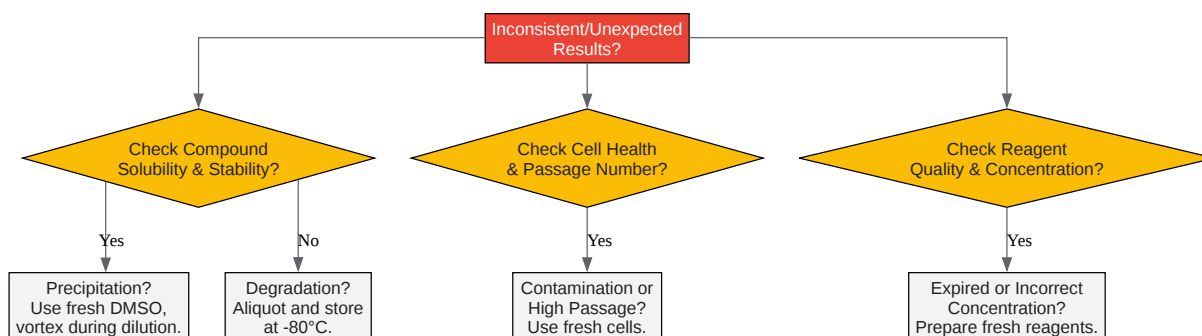 Inconsistent/Unexpected
Results?
Check Compound
Solubility & Stability?
Check Cell Health
& Passage Number?
Check Reagent
Quality & Concentration?
Yes
No
Yes
Yes
Precipitation?
Use fresh DMSO,
vortex during dilution.
Degradation?
Aliquot and store
at -80°C.
Contamination or
High Passage?
Use fresh cells.
Expired or Incorrect
Concentration?
Prepare fresh reagents.